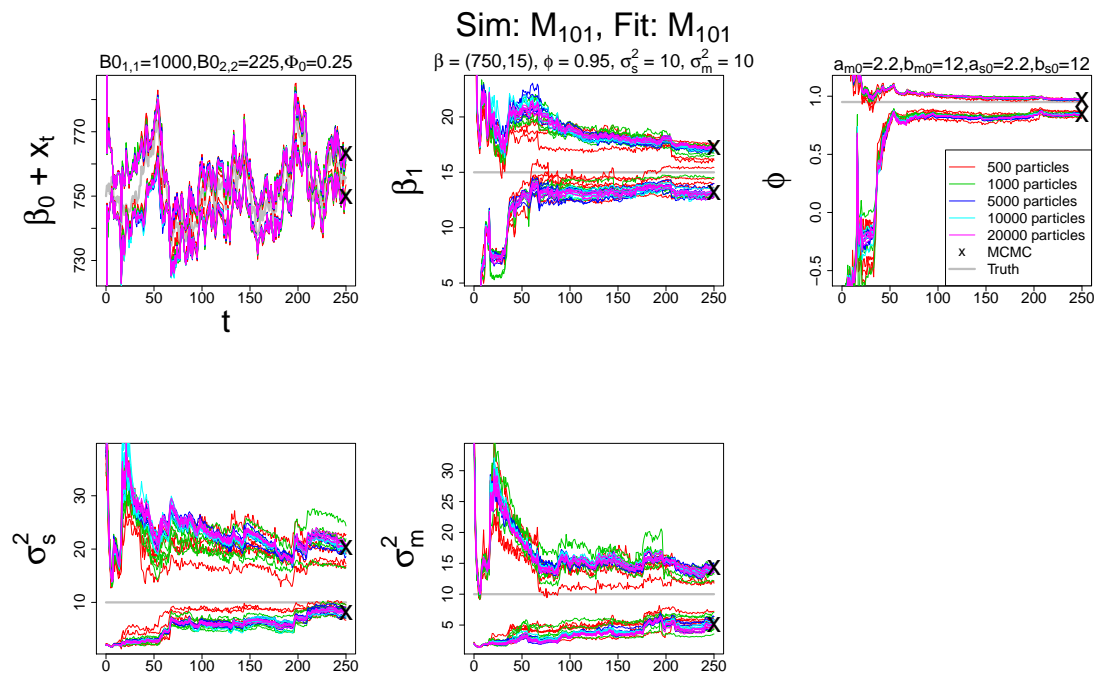 Sim: M101, Fit: M101
B01,1=1000,B02,2=225,Φ0=0.25
β = (750,15), ϕ = 0.95, σs2 = 10, σm2 = 10
am0=2.2,bm0=12,as0=2.2,bs0=12
β0 + xt
730 750 770
0 50 100 150 200 250
t
β1
5 10 15 20
0 50 100 150 200 250
ϕ
−0.5 0.0 0.5 1.0
0 50 100 150 200 250
500 particles
1000 particles
5000 particles
10000 particles
20000 particles
x MCMC
Truth
X
X
X
X
X
X
σs2
10 20 30
0 50 100 150 200 250
X
X
σm2
5 10 15 20 25 30
0 50 100 150 200 250
X
X